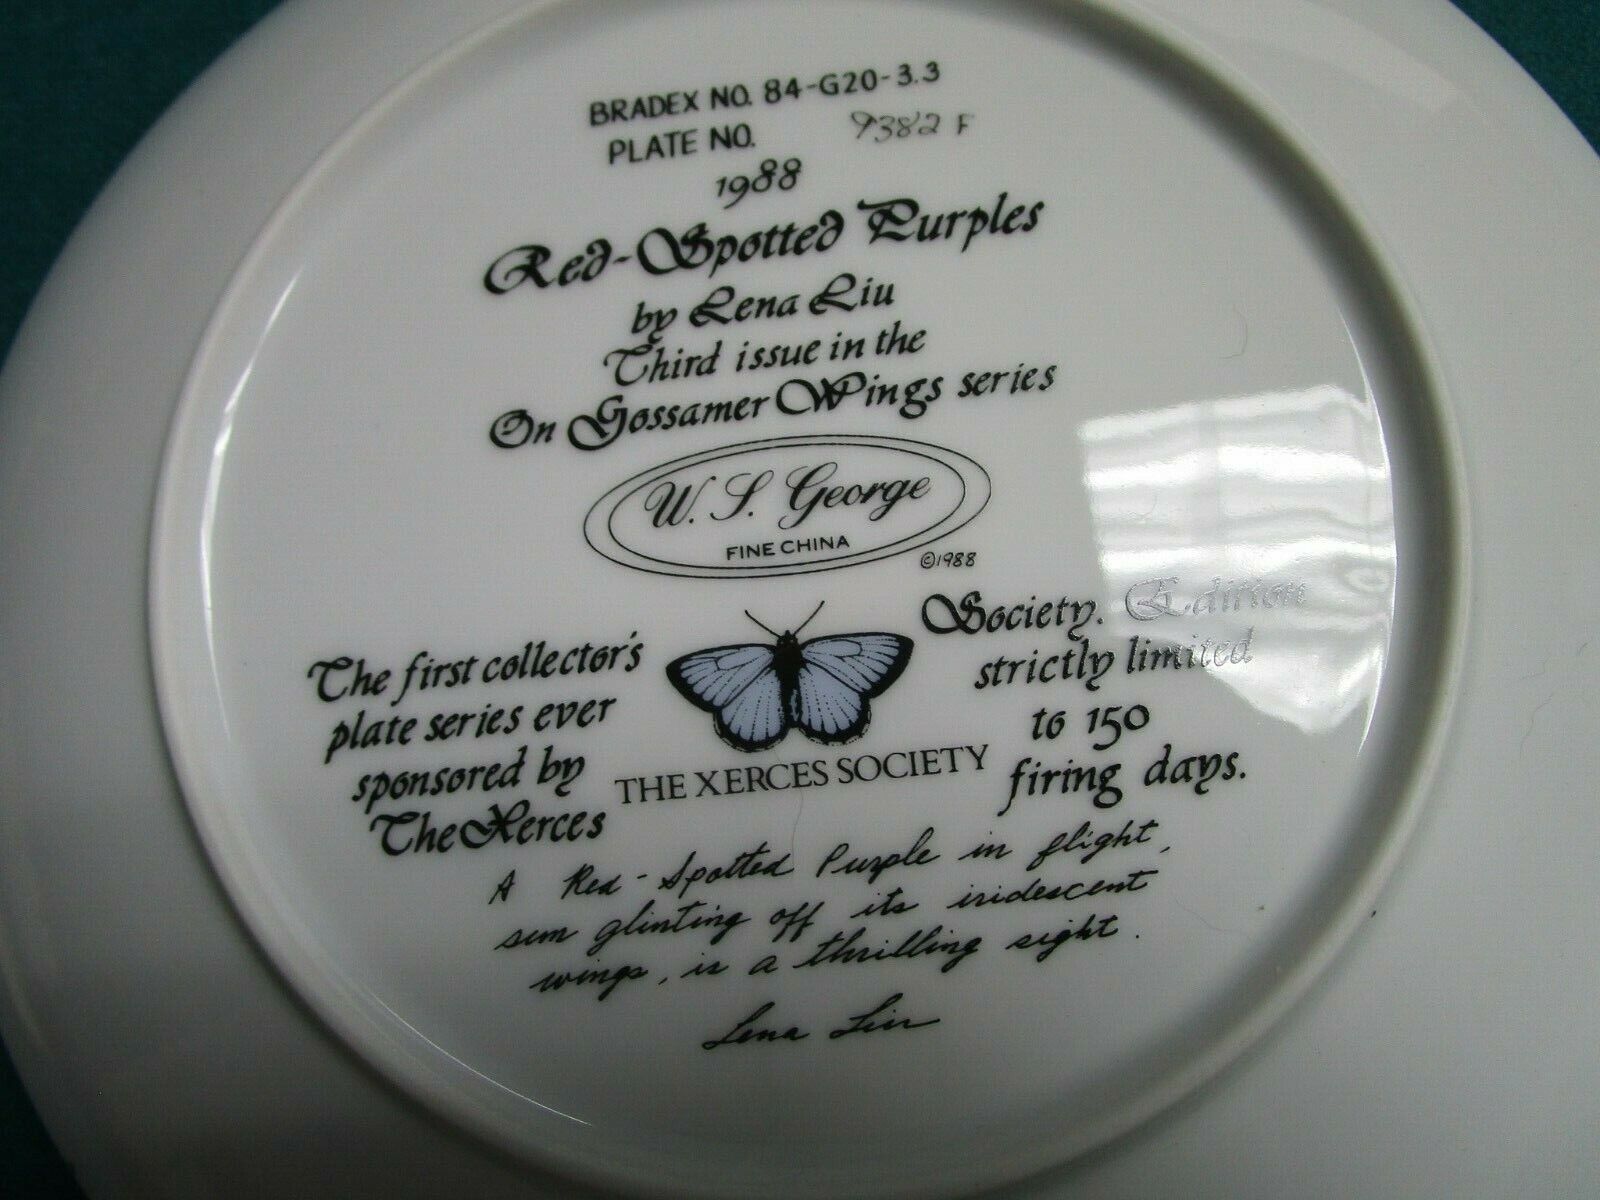 BRADEX NO. 84-G20-3.3
PLATE NO. 9382 F
1988
Red-Spotted Purples
by Lena Liu
Third issue in the
On Gossamer Wings series
W. S. George
FINE CHINA
©1988
The first collector's
plate series ever
sponsored by
The Xerces
THE XERCES SOCIETY
Society. Edition
strictly limited
to 150
firing days.
A Red-Spotted Purple in flight,
sun glinting off its iridescent
wings, is a thrilling sight.
Lena Liu